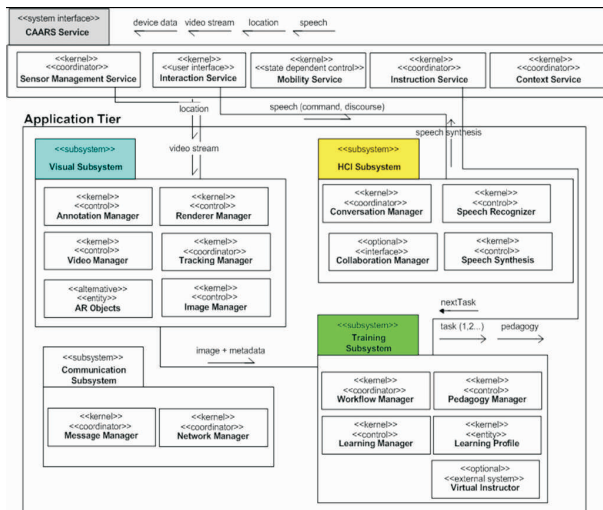 <<system interface>>
CAARS Service
device data
video stream
location
speech
<<kernel>>
<<coordinator>>
Sensor Management Service
<<kernel>>
<<user interface>>
Interaction Service
<<kernel>>
<<state dependent control>>
Mobility Service
<<kernel>>
<<coordinator>>
Instruction Service
<<kernel>>
<<coordinator>>
Context Service
location
speech (command, discourse)
speech synthesis
Application Tier
video stream
<<subsystem>>
Visual Subsystem
<<kernel>>
<<control>>
Annotation Manager
<<kernel>>
<<control>>
Renderer Manager
<<kernel>>
<<control>>
Video Manager
<<kernel>>
<<coordinator>>
Tracking Manager
<<alternative>>
<<entity>>
AR Objects
<<kernel>>
<<control>>
Image Manager
<<subsystem>>
HCI Subsystem
<<kernel>>
<<coordinator>>
Conversation Manager
<<kernel>>
<<control>>
Speech Recognizer
<<optional>>
<<interface>>
Collaboration Manager
<<kernel>>
<<control>>
Speech Synthesis
nextTask
task (1,2...)
pedagogy
image + metadata
<<subsystem>>
Communication
Subsystem
<<kernel>>
<<coordinator>>
Message Manager
<<kernel>>
<<coordinator>>
Network Manager
<<subsystem>>
Training
Subsystem
<<kernel>>
<<coordinator>>
Workflow Manager
<<kernel>>
<<control>>
Pedagogy Manager
<<kernel>>
<<control>>
Learning Manager
<<kernel>>
<<entity>>
Learning Profile
<<optional>>
<<external system>>
Virtual Instructor